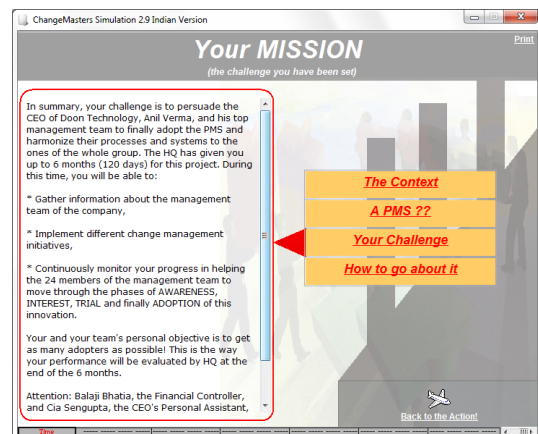 ChangeMasters Simulation 2.9 Indian Version
Your MISSION
Print
(the challenge you have been set)
In summary, your challenge is to persuade the
CEO of Doon Technology, Anil Verma, and his top
management team to finally adopt the PMS and
harmonize their processes and systems to the
ones of the whole group. The HQ has given you
up to 6 months (120 days) for this project. During
this time, you will be able to:
* Gather information about the management
team of the company,
* Implement different change management
initiatives,
* Continuously monitor your progress in helping
the 24 members of the management team to
move through the phases of AWARENESS,
INTEREST, TRIAL and finally ADOPTION of this
innovation.
Your and your team's personal objective is to get
as many adopters as possible! This is the way
your performance will be evaluated by HQ at the
end of the 6 months.
Attention: Balaji Bhatia, the Financial Controller,
and Cia Sengupta, the CEO's Personal Assistant,
The Context
A PMS ??
Your Challenge
How to go about it
Back to the Action!
Time